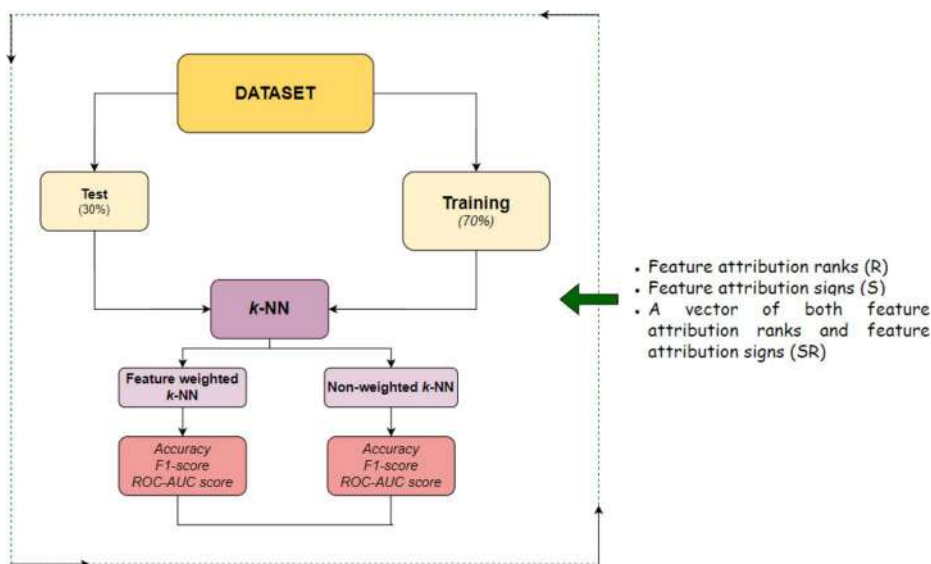 DATASET
Test
(30%)
Training
(70%)
k-NN
Feature weighted
k-NN
Non-weighted k-NN
Accuracy
F1-score
ROC-AUC score
Accuracy
F1-score
ROC-AUC score
• Feature attribution ranks (R)
• Feature attribution signs (S)
• A vector of both feature
attribution ranks and feature
attribution signs (SR)